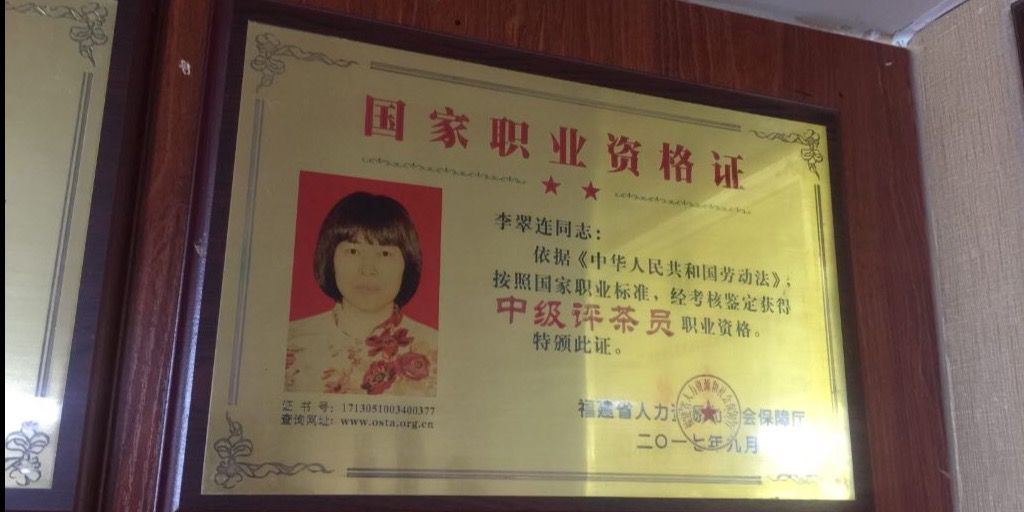 国家职业资格证
李翠连同志：
依据《中华人民共和国劳动法》；
按照国家职业标准，经考核鉴定获得
中级评茶员职业资格。
特颁此证。
证书号：1713051003400377
查询网址：www.osta.org.cn
福建省人力 会保障厅
二〇一七年九月